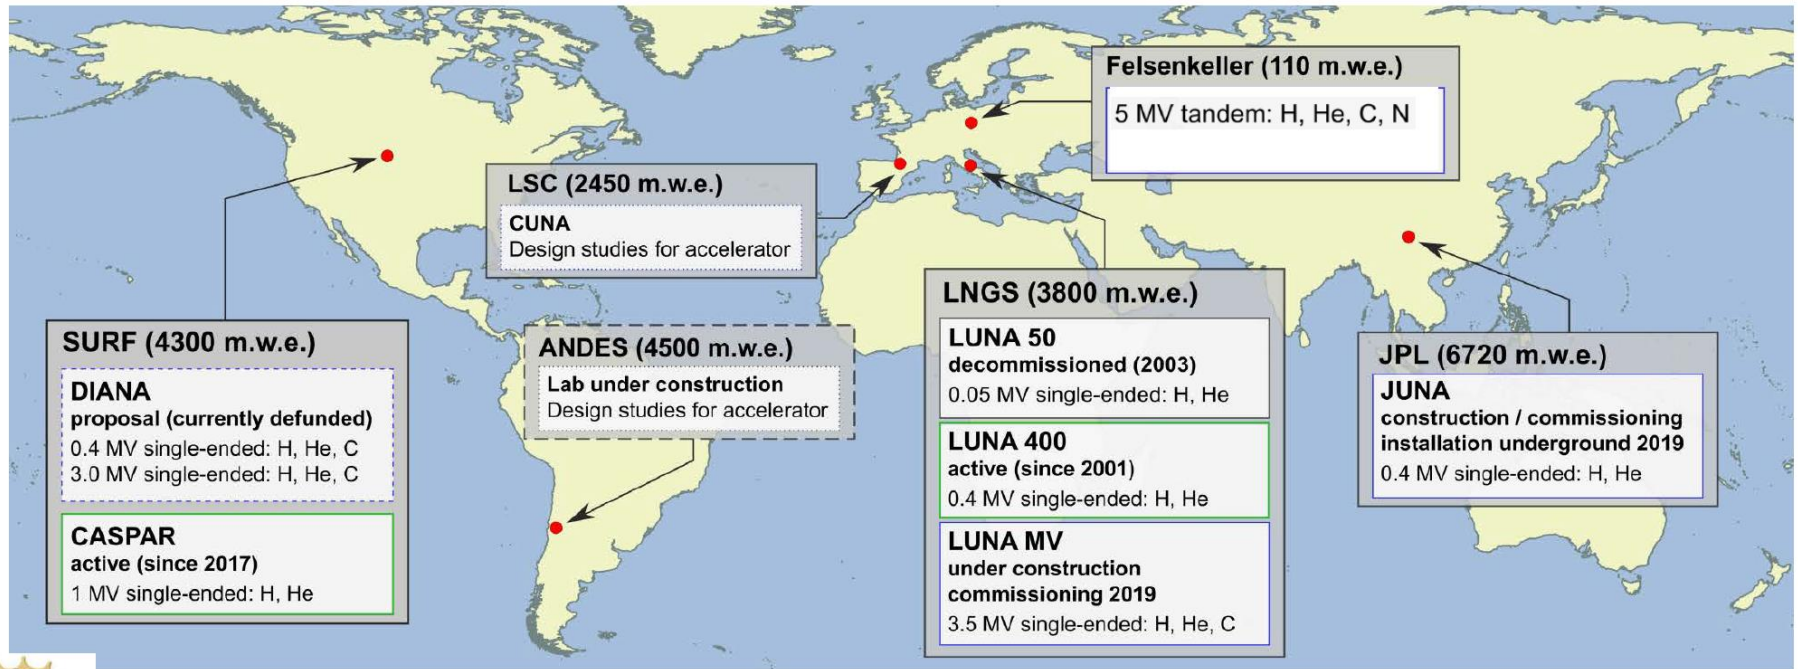 Felsenkeller (110 m.w.e.)
5 MV tandem: H, He, C, N
LSC (2450 m.w.e.)
CUNA
Design studies for accelerator
SURF (4300 m.w.e.)
DIANA
proposal (currently defunded)
0.4 MV single-ended: H, He, C
3.0 MV single-ended: H, He, C
CASPAR
active (since 2017)
1 MV single-ended: H, He
ANDES (4500 m.w.e.)
Lab under construction
Design studies for accelerator
LNGS (3800 m.w.e.)
LUNA 50
decommissioned (2003)
0.05 MV single-ended: H, He
LUNA 400
active (since 2001)
0.4 MV single-ended: H, He
LUNA MV
under construction
commissioning 2019
3.5 MV single-ended: H, He, C
JPL (6720 m.w.e.)
JUNA
construction / commissioning
installation underground 2019
0.4 MV single-ended: H, He